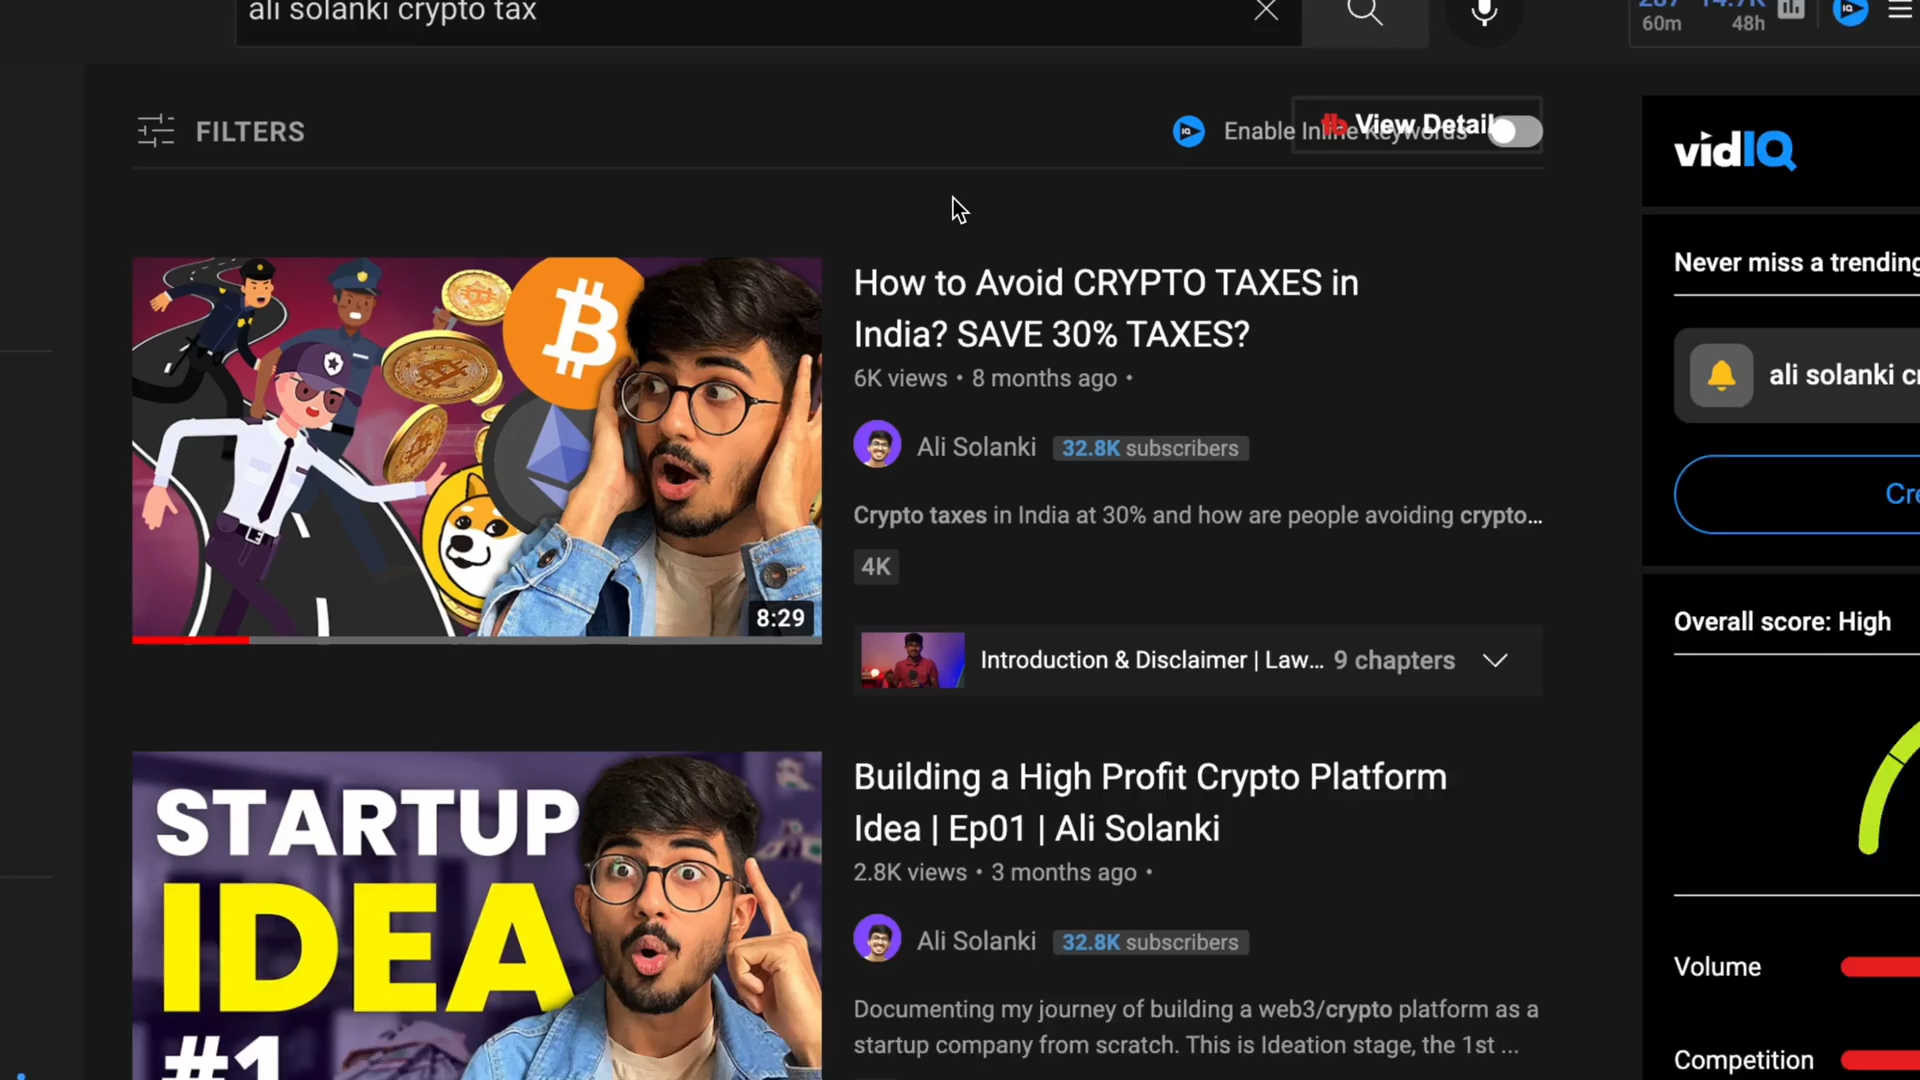 ali solanki crypto tax
60m
48h
FILTERS
Enable Inline Keywords
View Detail
vidIQ
Never miss a trending
How to Avoid CRYPTO TAXES in
India? SAVE 30% TAXES?
6K views • 8 months ago •
ali solanki cr
Ali Solanki 32.8K subscribers
Cre
Crypto taxes in India at 30% and how are people avoiding crypto...
4K
8:29
Overall score: High
Introduction & Disclaimer | Law... 9 chapters
STARTUP
IDEA
#1
Building a High Profit Crypto Platform
Idea | Ep01 | Ali Solanki
2.8K views • 3 months ago •
Ali Solanki 32.8K subscribers
Volume
Documenting my journey of building a web3/crypto platform as a
startup company from scratch. This is Ideation stage, the 1st ...
Competition